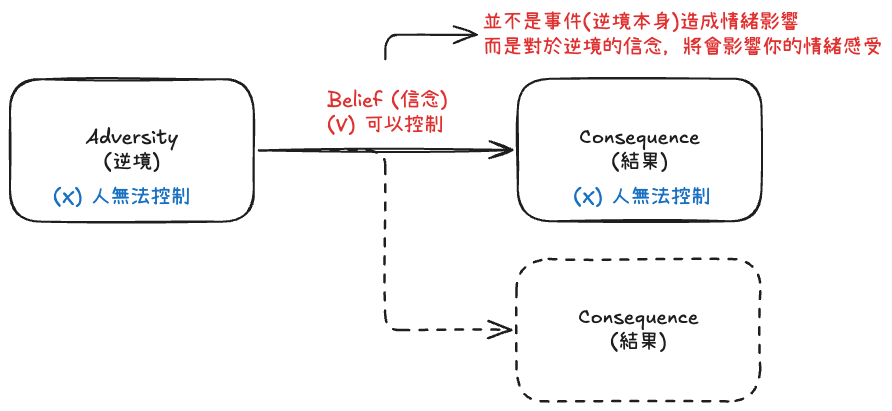 並不是事件(逆境本身)造成情緒影響
而是對於逆境的信念，將會影響你的情緒感受
Belief (信念)
(V) 可以控制
Adversity
(逆境)
(x) 人無法控制
Consequence
(結果)
(x) 人無法控制
Consequence
(結果)